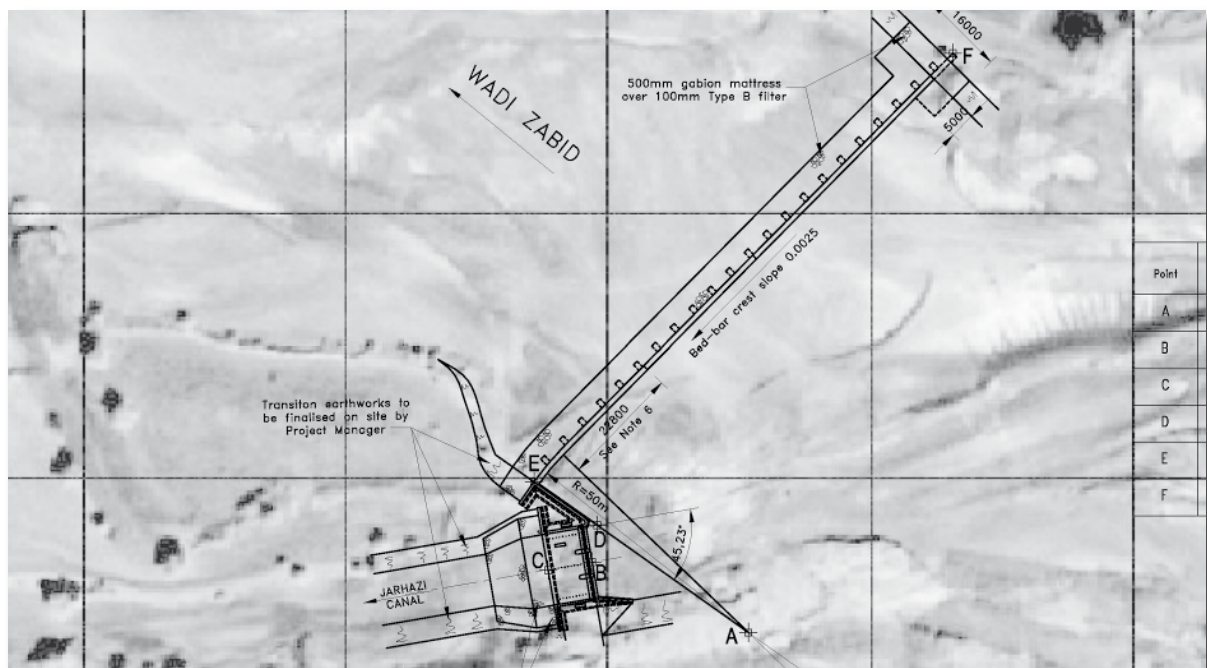 16000
F
500mm gabion mattress
over 100mm Type B filter
WADI ZABID
5000
Bed-bar crest slope 0.0025
Point
A
B
C
D
E
F
22800
See Note 6
Transiton earthworks to
be finalised on site by
Project Manager
E
R=50m
D
45,23°
C
B
JARHAZI
CANAL
A